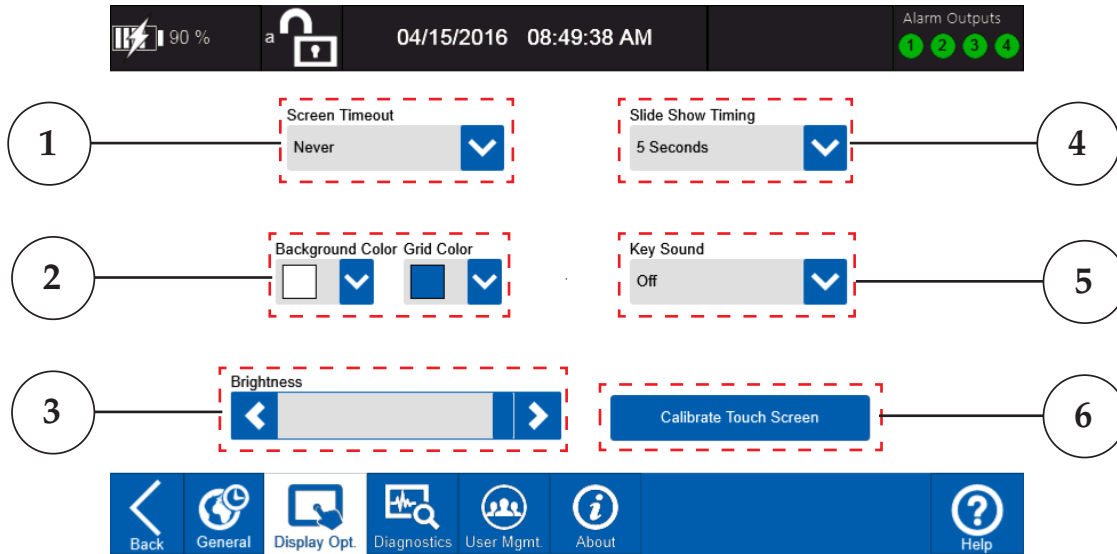 90 %
a
04/15/2016 08:49:38 AM
Alarm Outputs
1 2 3 4
1
Screen Timeout
Never
Slide Show Timing
5 Seconds
4
2
Background Color Grid Color
Key Sound
Off
5
3
Brightness
Calibrate Touch Screen
6
Back
General
Display Opt.
Diagnostics
User Mgmt.
About
Help